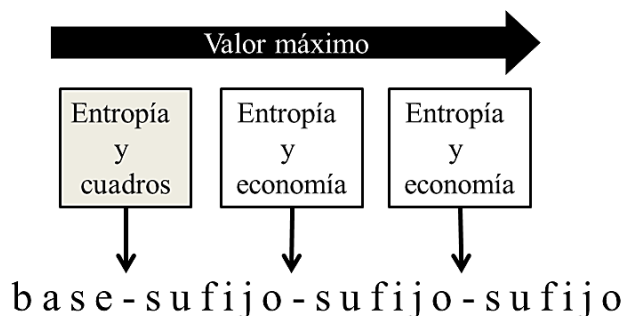 Valor máximo
Entropía
y
cuadros
Entropía
y
economía
Entropía
y
economía
base-sufijo-sufijo-sufijo